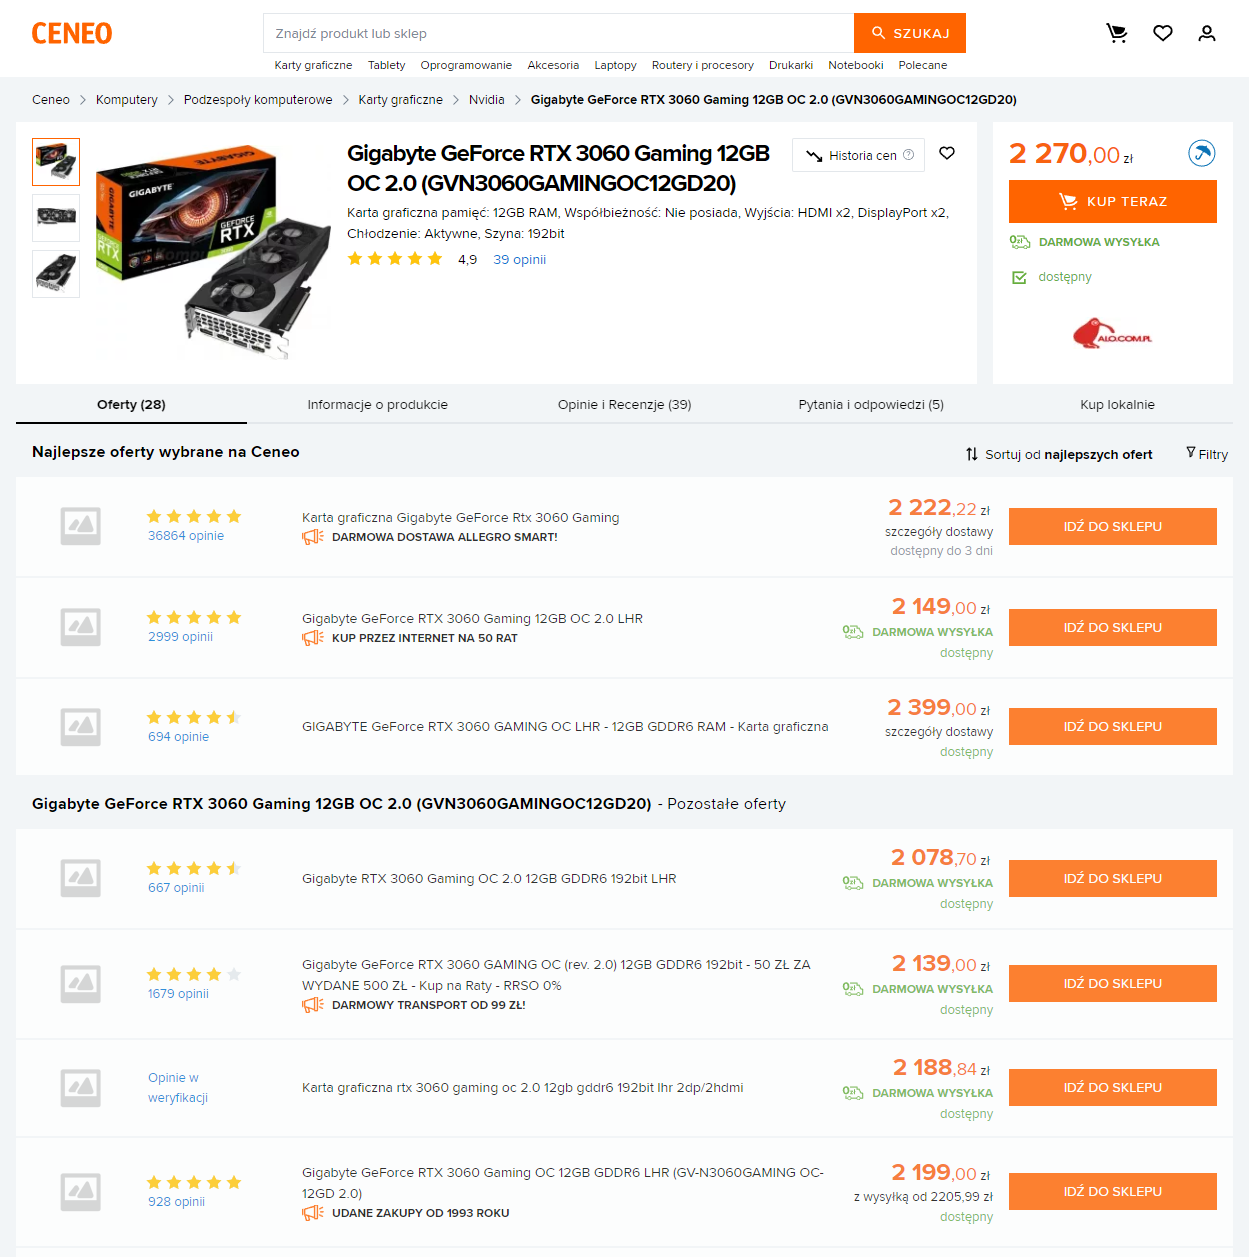 CENEO
Znajdź produkt lub sklep
SZUKAJ
Karty graficzne Tablety Oprogramowanie Akcesoria Laptopy Routery i procesory Drukarki Notebooki Polecane
Ceneo > Komputery > Podzespoły komputerowe > Karty graficzne > Nvidia > Gigabyte GeForce RTX 3060 Gaming 12GB OC 2.0 (GVN3060GAMINGOC12GD20)
GIGABYTE
GIGABYTE
GEFORCE
RTX
Gigabyte GeForce RTX 3060 Gaming 12GB
OC 2.0 (GVN3060GAMINGOC12GD20)
Historia cen
Karta graficzna pamięć: 12GB RAM, Współbieżność: Nie posiada, Wyjścia: HDMI x2, DisplayPort x2,
Chłodzenie: Aktywne, Szyna: 192bit
4,9 39 opinii
2 270,00 zł
KUP TERAZ
DARMOWA WYSYŁKA
dostępny
ALO.COM.PL
Oferty (28) Informacje o produkcie Opinie i Recenzje (39) Pytania i odpowiedzi (5) Kup lokalnie
Najlepsze oferty wybrane na Ceneo
Sortuj od najlepszych ofert Filtry
36864 opinie
Karta graficzna Gigabyte GeForce Rtx 3060 Gaming
DARMOWA DOSTAWA ALLEGRO SMART!
2 222,22 zł
szczegóły dostawy
dostępny do 3 dni
IDŹ DO SKLEPU
2999 opinii
Gigabyte GeForce RTX 3060 Gaming 12GB OC 2.0 LHR
KUP PRZEZ INTERNET NA 50 RAT
2 149,00 zł
DARMOWA WYSYŁKA
dostępny
IDŹ DO SKLEPU
694 opinie
GIGABYTE GeForce RTX 3060 GAMING OC LHR - 12GB GDDR6 RAM - Karta graficzna
2 399,00 zł
szczegóły dostawy
dostępny
IDŹ DO SKLEPU
Gigabyte GeForce RTX 3060 Gaming 12GB OC 2.0 (GVN3060GAMINGOC12GD20) - Pozostałe oferty
667 opinii
Gigabyte RTX 3060 Gaming OC 2.0 12GB GDDR6 192bit LHR
2 078,70 zł
DARMOWA WYSYŁKA
dostępny
IDŹ DO SKLEPU
1679 opinii
Gigabyte GeForce RTX 3060 GAMING OC (rev. 2.0) 12GB GDDR6 192bit - 50 ZŁ ZA
WYDANE 500 ZŁ - Kup na Raty - RRSO 0%
DARMOWY TRANSPORT OD 99 ZŁ!
2 139,00 zł
DARMOWA WYSYŁKA
dostępny
IDŹ DO SKLEPU
Opinie w
weryfikacji
Karta graficzna rtx 3060 gaming oc 2.0 12gb gddr6 192bit lhr 2dp/2hdmi
2 188,84 zł
DARMOWA WYSYŁKA
dostępny
IDŹ DO SKLEPU
928 opinii
Gigabyte GeForce RTX 3060 Gaming OC 12GB GDDR6 LHR (GV-N3060GAMING OC-
12GD 2.0)
UDANE ZAKUPY OD 1993 ROKU
2 199,00 zł
z wysyłką od 2205,99 zł
dostępny
IDŹ DO SKLEPU